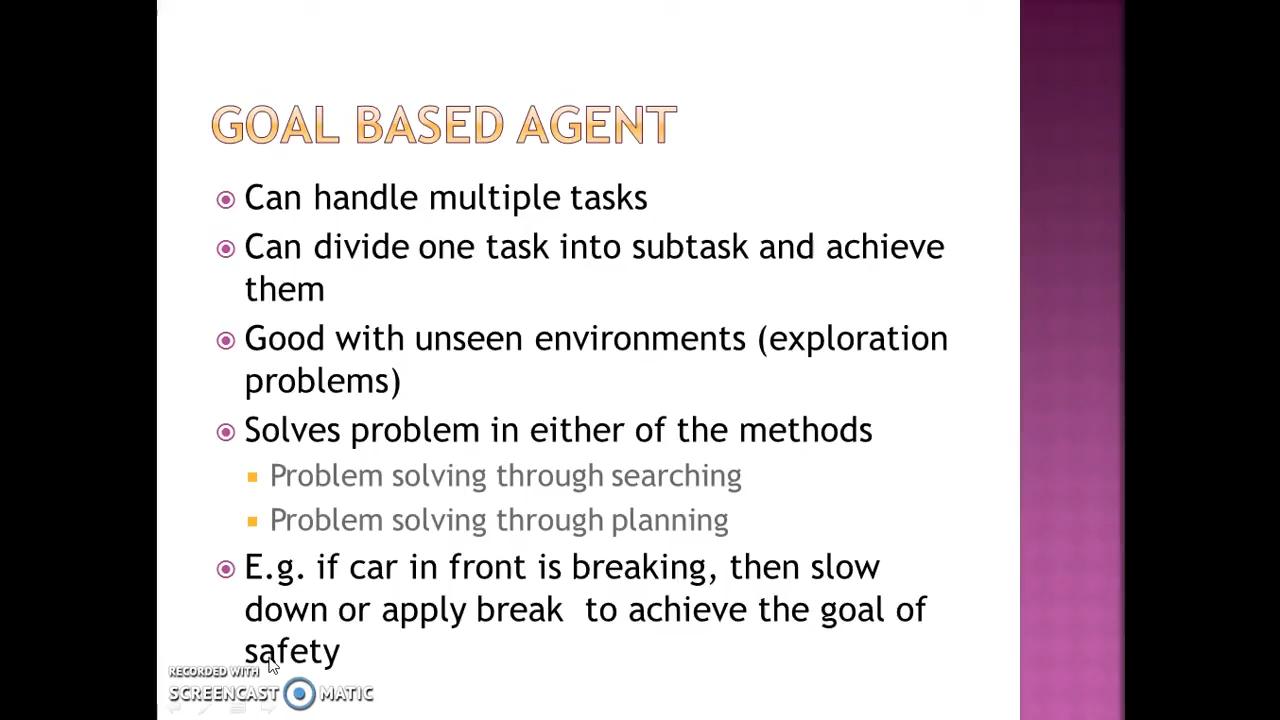 GOAL BASED AGENT
Can handle multiple tasks
Can divide one task into subtask and achieve
them
Good with unseen environments (exploration
problems)
Solves problem in either of the methods
Problem solving through searching
Problem solving through planning
E.g. if car in front is breaking, then slow
down or apply break to achieve the goal of
safety
RECORDED WITH
SCREENCAST MATIC